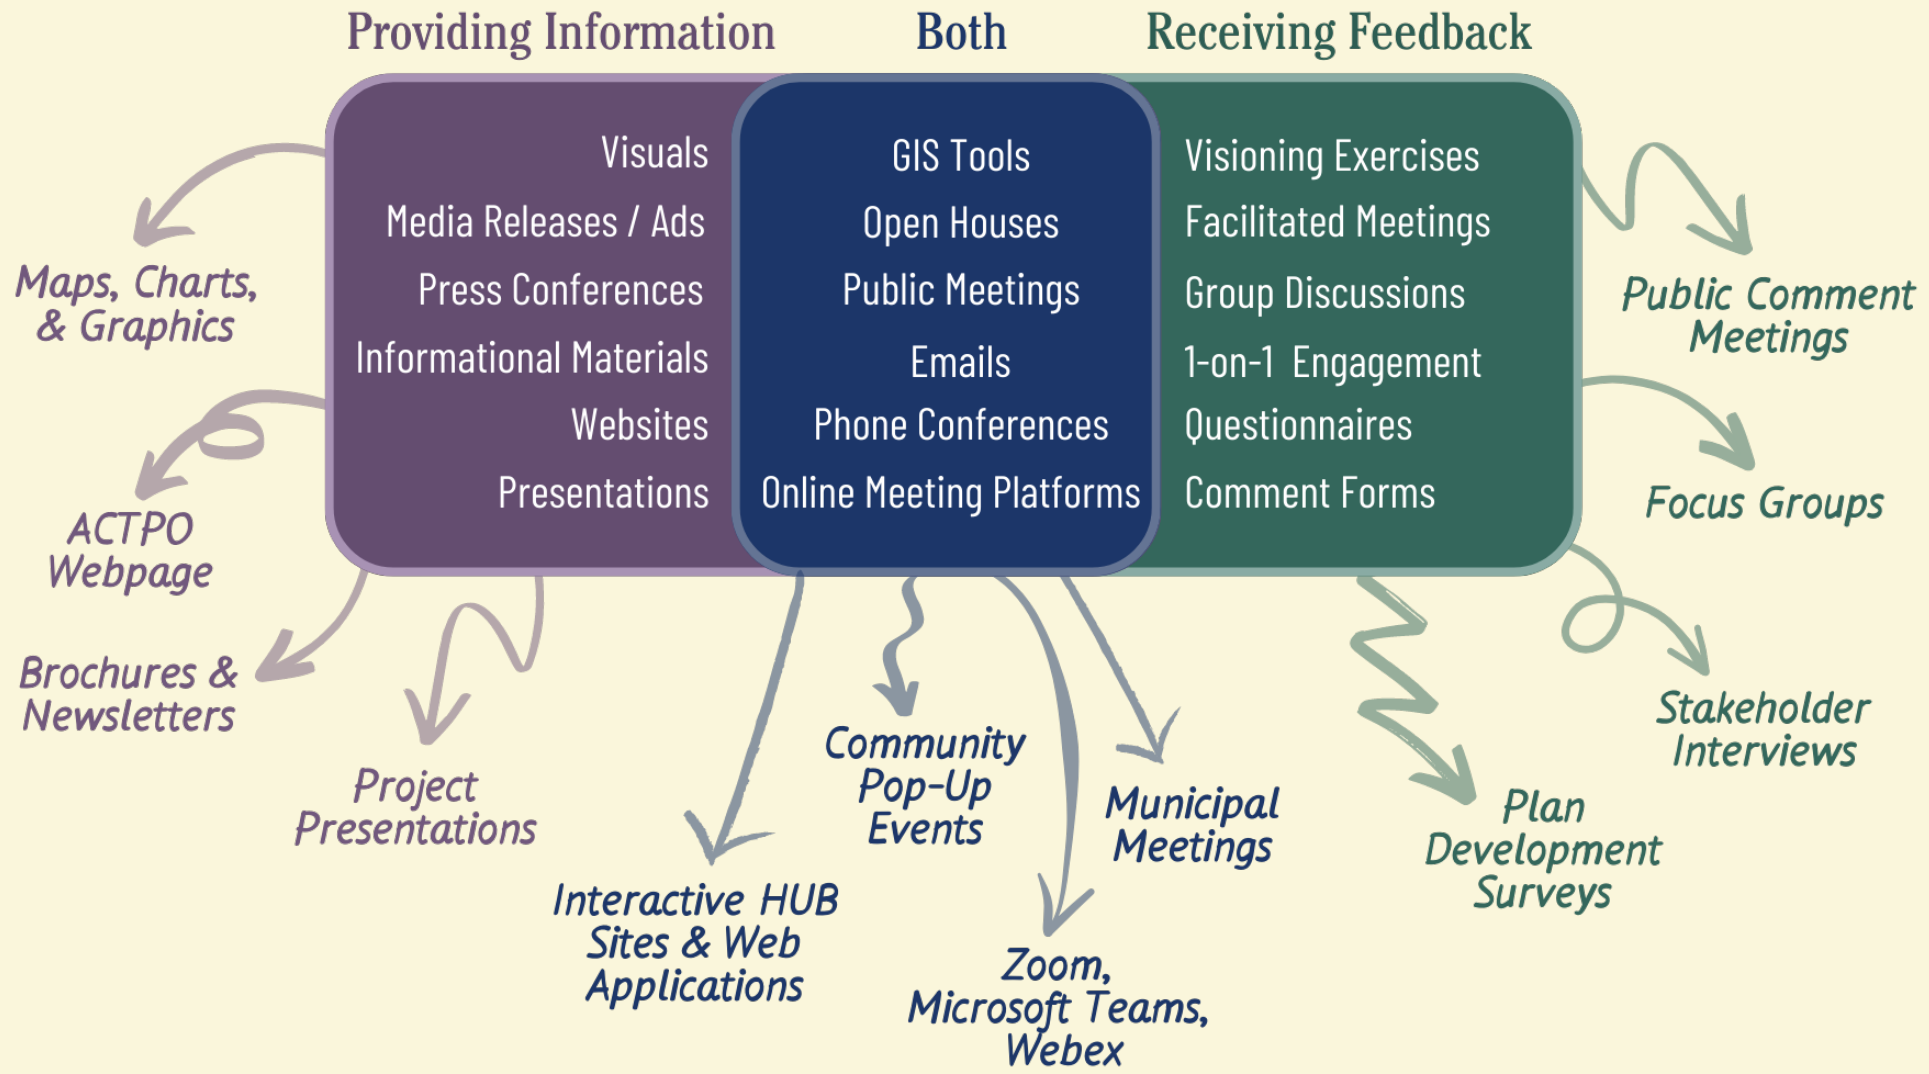 Providing Information
Both
Receiving Feedback
Visuals
Media Releases / Ads
Press Conferences
Informational Materials
Websites
Presentations
GIS Tools
Open Houses
Public Meetings
Emails
Phone Conferences
Online Meeting Platforms
Visioning Exercises
Facilitated Meetings
Group Discussions
1-on-1 Engagement
Questionnaires
Comment Forms
Maps, Charts,
& Graphics
ACTPO
Webpage
Brochures &
Newsletters
Project
Presentations
Interactive HUB
Sites & Web
Applications
Community
Pop-Up
Events
Zoom,
Microsoft Teams,
Webex
Municipal
Meetings
Public Comment
Meetings
Focus Groups
Stakeholder
Interviews
Plan
Development
Surveys